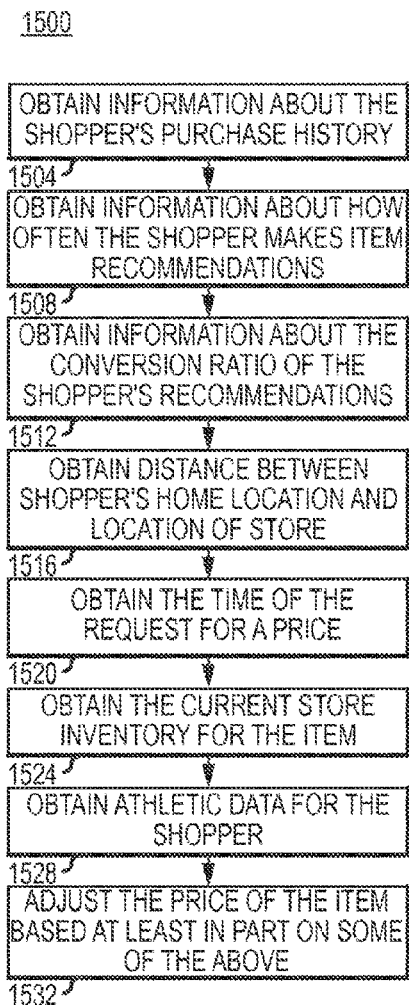 1500
OBTAIN INFORMATION ABOUT THE
SHOPPER'S PURCHASE HISTORY
1504
OBTAIN INFORMATION ABOUT HOW
OFTEN THE SHOPPER MAKES ITEM
RECOMMENDATIONS
1508
OBTAIN INFORMATION ABOUT THE
CONVERSION RATIO OF THE
SHOPPER'S RECOMMENDATIONS
1512
OBTAIN DISTANCE BETWEEN
SHOPPER'S HOME LOCATION AND
LOCATION OF STORE
1516
OBTAIN THE TIME OF THE
REQUEST FOR A PRICE
1520
OBTAIN THE CURRENT STORE
INVENTORY FOR THE ITEM
1524
OBTAIN ATHLETIC DATA FOR THE
SHOPPER
1528
ADJUST THE PRICE OF THE ITEM
BASED AT LEAST IN PART ON SOME
OF THE ABOVE
1532